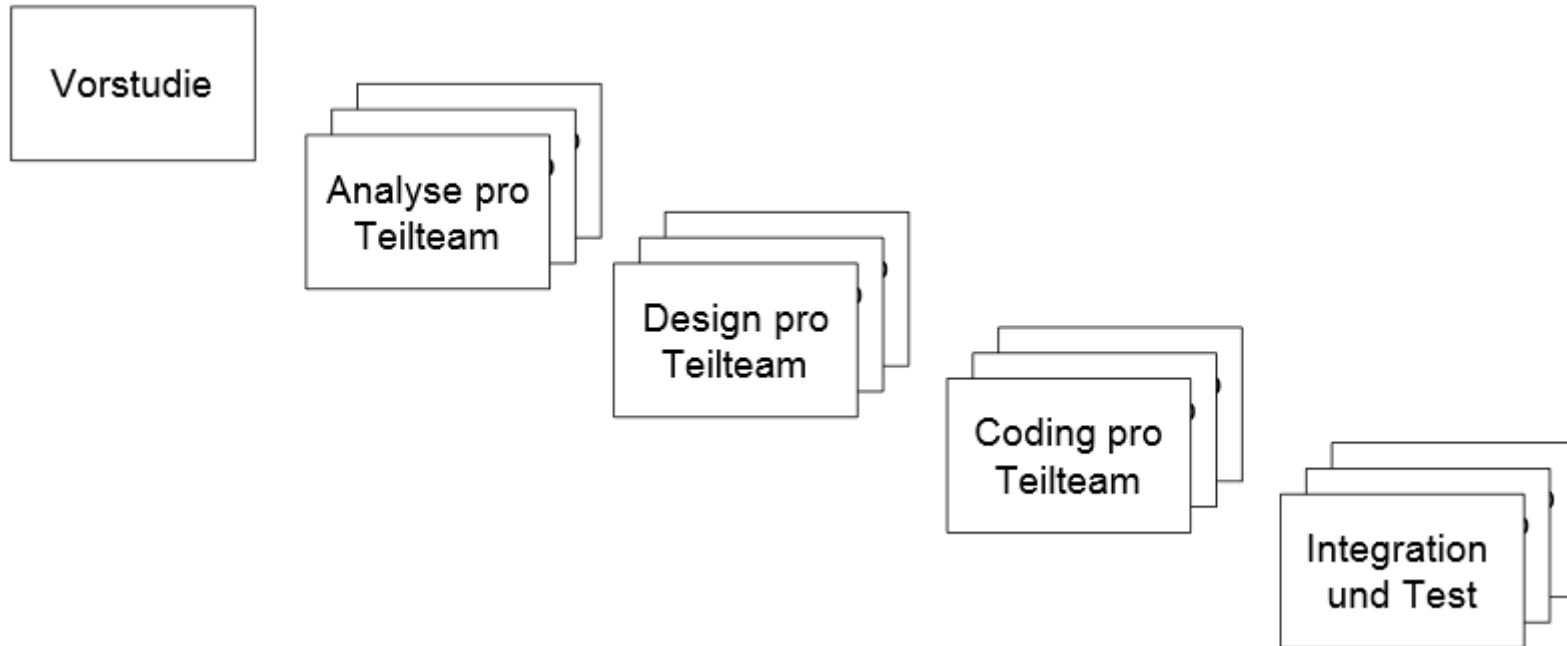 Vorstudie
Analyse pro
Teilteam
Design pro
Teilteam
Coding pro
Teilteam
Integration
und Test